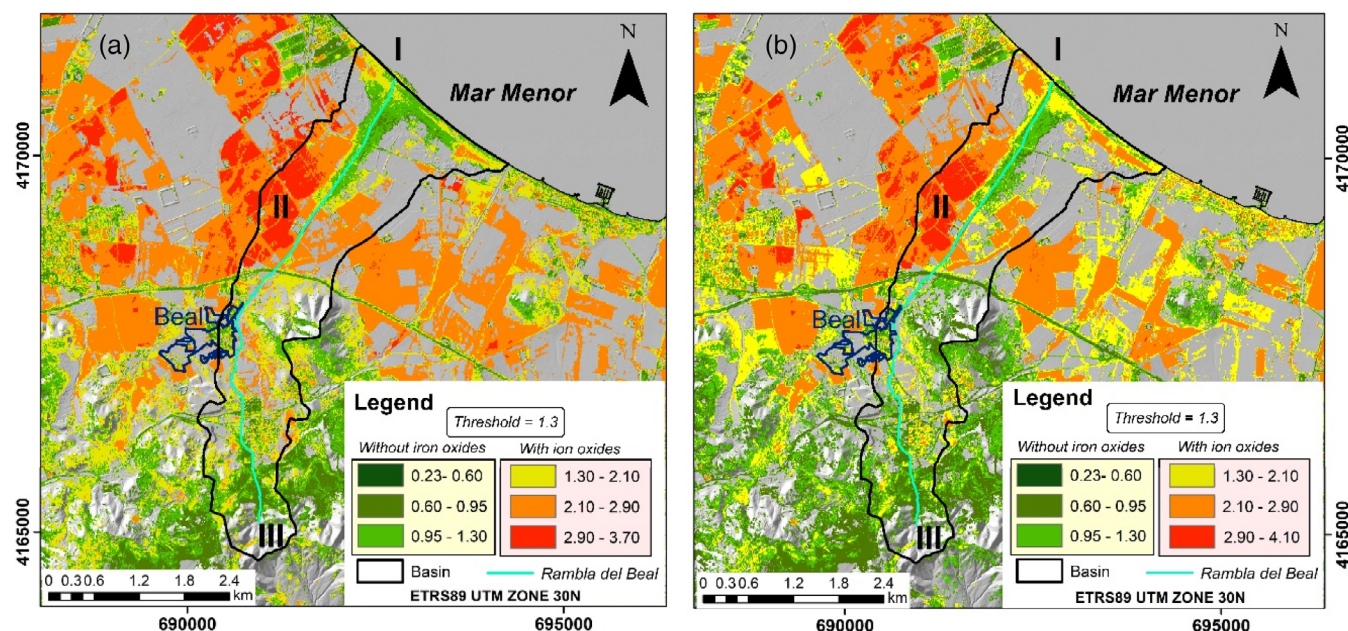 (a)
I
N
Mar Menor
4170000
II
Beal
Legend
Threshold = 1.3
Without iron oxides
With ion oxides
0.23- 0.60
1.30 - 2.10
0.60 - 0.95
2.10 - 2.90
0.95 - 1.30
2.90 - 3.70
III
4165000
Basin
Rambla del Beal
0 0.30.6 1.2 1.8 2.4
km
ETRS89 UTM ZONE 30N
690000
695000
(b)
I
N
Mar Menor
4170000
II
Beal
Legend
Threshold = 1.3
Without iron oxides
With ion oxides
0.23- 0.60
1.30 - 2.10
0.60 - 0.95
2.10 - 2.90
0.95 - 1.30
2.90 - 4.10
III
4165000
Basin
Rambla del Beal
0 0.30.6 1.2 1.8 2.4
km
ETRS89 UTM ZONE 30N
690000
695000